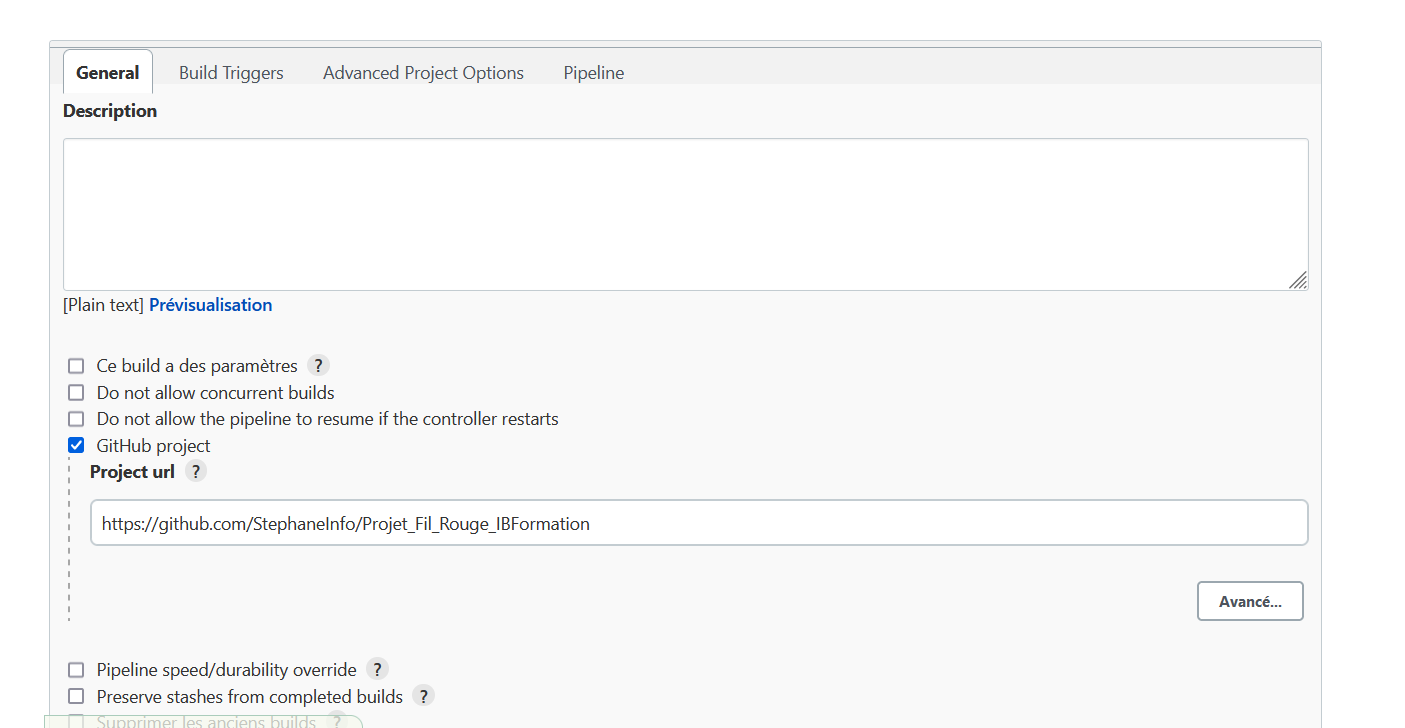 General Build Triggers Advanced Project Options Pipeline
Description
[Plain text] Prévisualisation
Ce build a des paramètres ?
Do not allow concurrent builds
Do not allow the pipeline to resume if the controller restarts
GitHub project
Project url ?
https://github.com/StephaneInfo/Projet_Fil_Rouge_IBFormation
Avancé...
Pipeline speed/durability override ?
Preserve stashes from completed builds ?
Supprimer les anciens builds ?